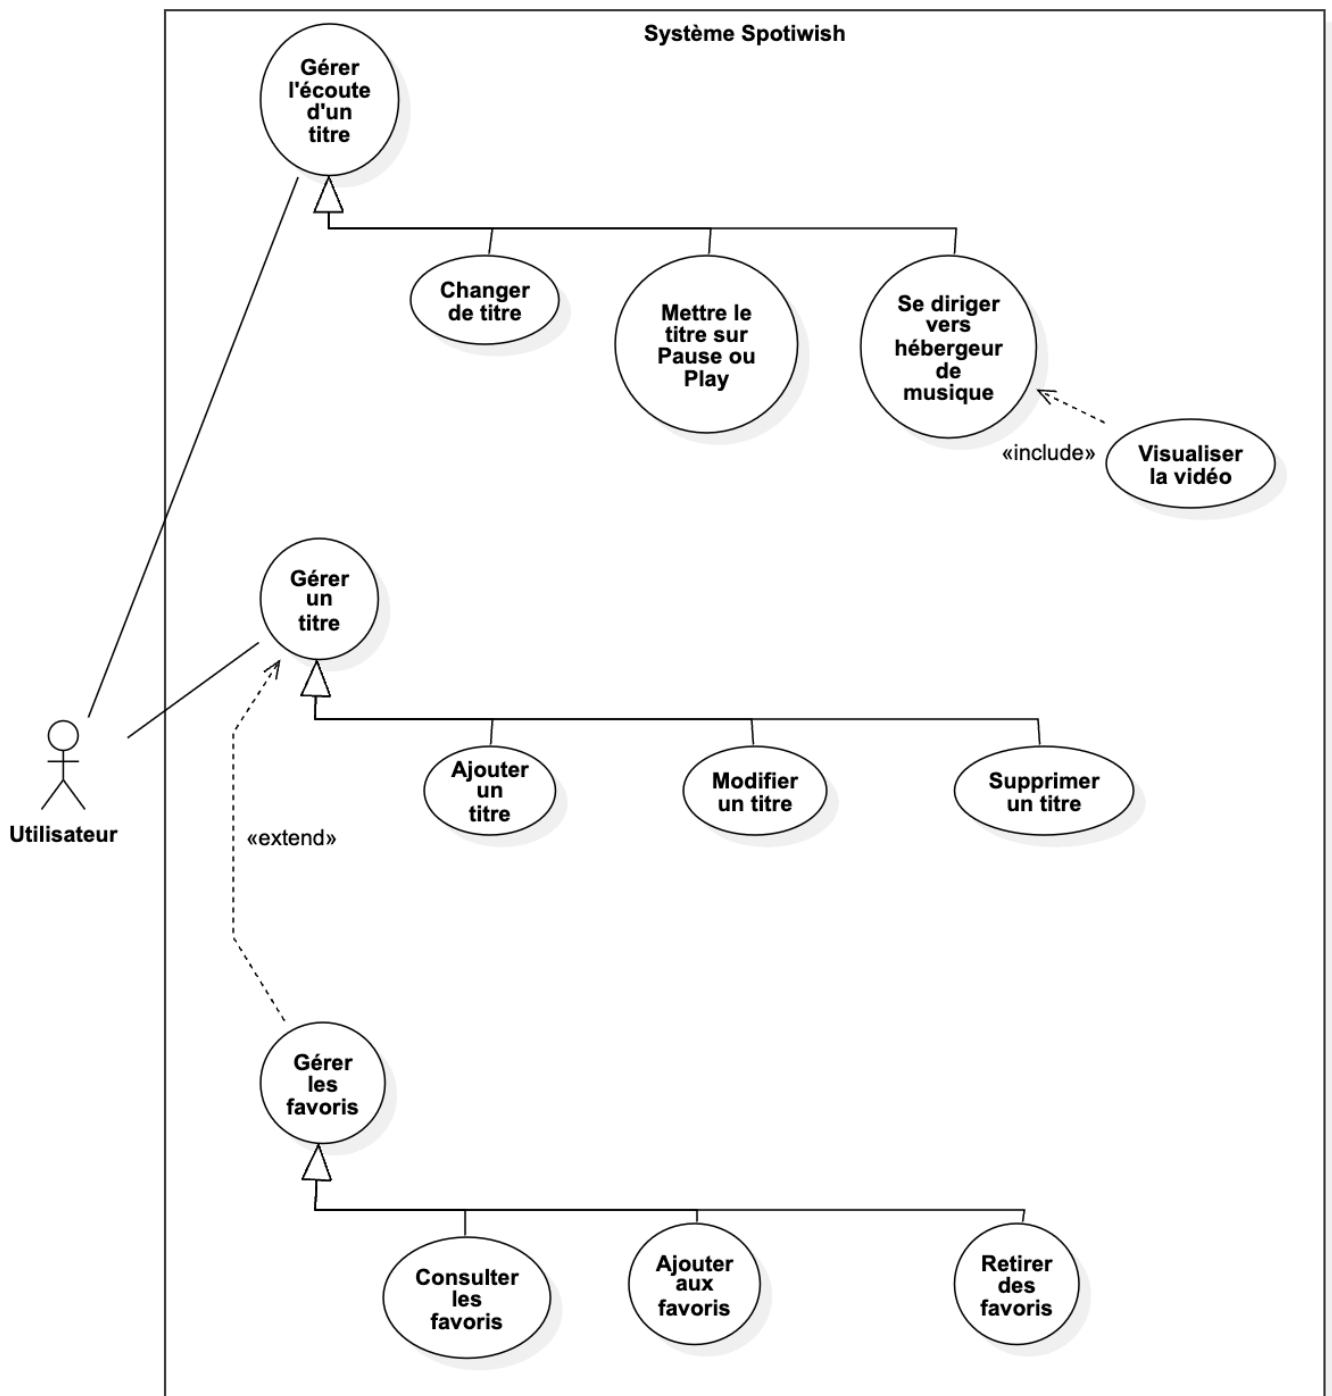 Système Spotiwish
Gérer
l'écoute
d'un
titre
Changer
de titre
Mettre le
titre sur
Pause ou
Play
Se diriger
vers
hébergeur
de
musique
«include»
Visualiser
la vidéo
Gérer
un
titre
Ajouter
un
titre
Modifier
un titre
Supprimer
un titre
Utilisateur
«extend»
Gérer
les
favoris
Consulter
les
favoris
Ajouter
aux
favoris
Retirer
des
favoris